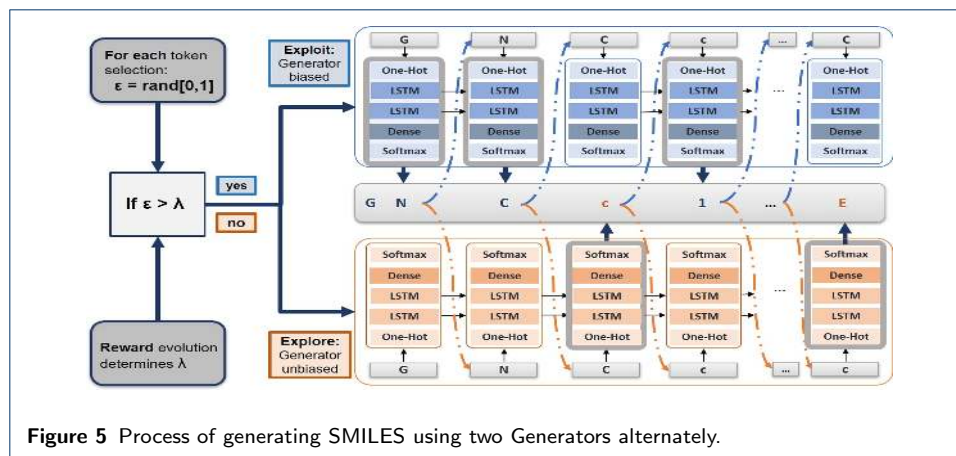 For each token
selection:
ε = rand[0,1]
If ε > λ
yes
no
Reward evolution
determines λ
Exploit:
Generator
biased
G N C c ... C
One-Hot One-Hot One-Hot One-Hot One-Hot
LSTM LSTM LSTM LSTM ... LSTM
LSTM LSTM LSTM LSTM LSTM
Dense Dense Dense Dense Dense
Softmax Softmax Softmax Softmax Softmax
G N C c 1 ... E
Explore:
Generator
unbiased
Softmax Softmax Softmax Softmax Softmax
Dense Dense Dense Dense Dense
LSTM LSTM LSTM LSTM ... LSTM
LSTM LSTM LSTM LSTM LSTM
One-Hot One-Hot One-Hot One-Hot One-Hot
G N C c ... c
Figure 5 Process of generating SMILES using two Generators alternately.